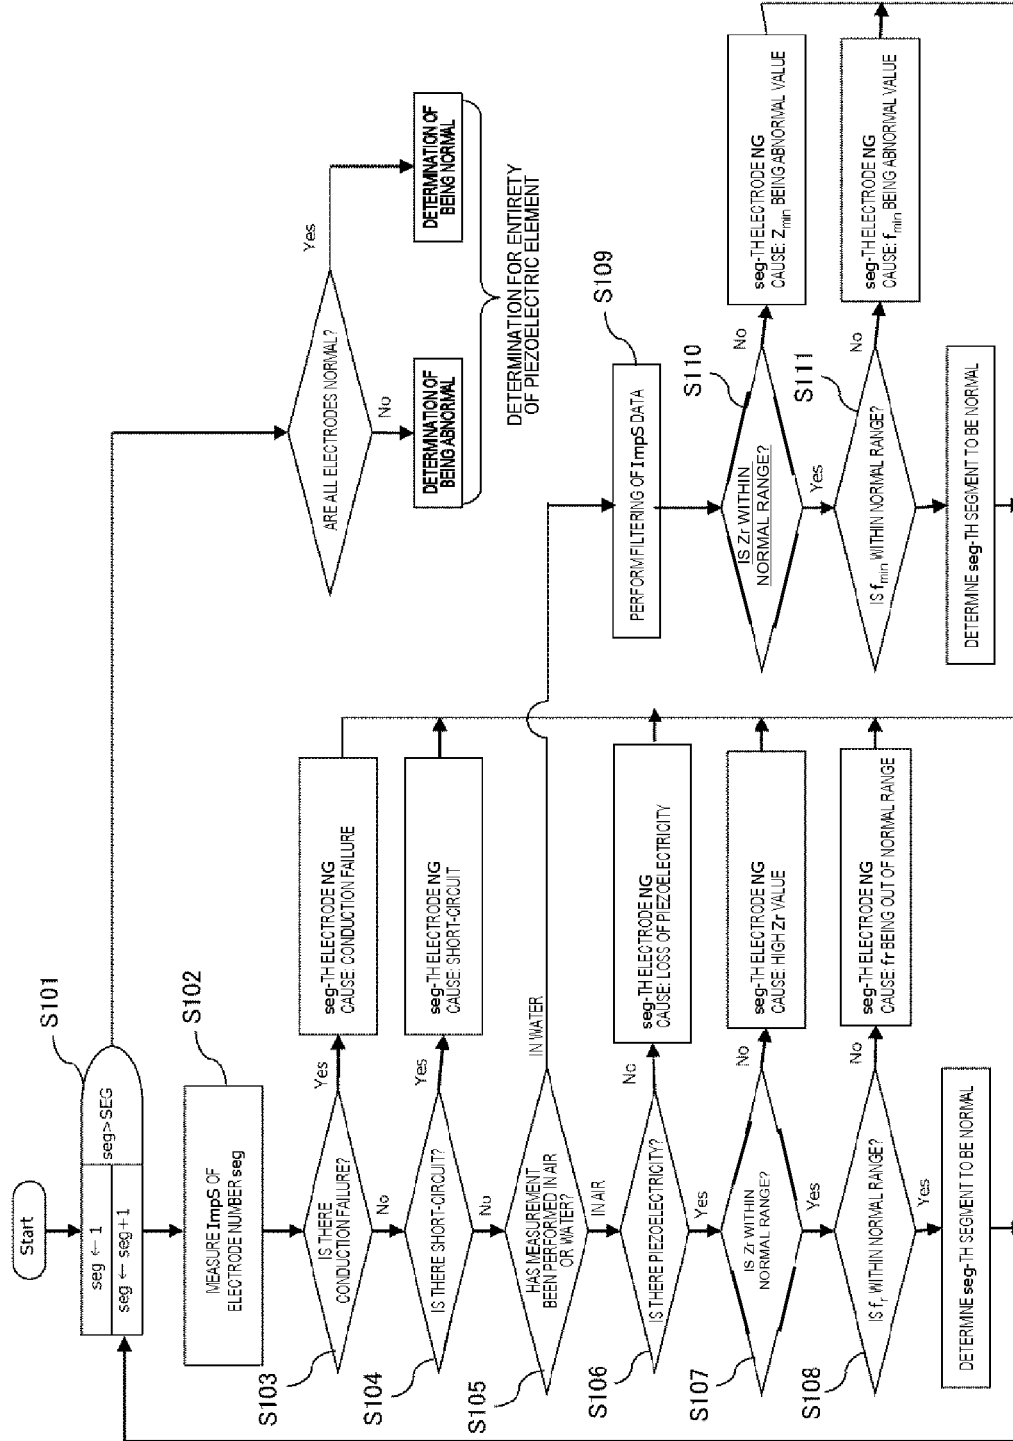 Start
seg ← 1
seg ← seg+1
seg>SEG
S101
MEASURE ImpS OF
ELECTRODE NUMBER seg
S102
IS THERE
CONDUCTION FAILURE?
S103
Yes
No
seg-TH ELECTRODE NG
CAUSE: CONDUCTION FAILURE
IS THERE SHORT-CIRCUIT?
S104
Yes
No
seg-TH ELECTRODE NG
CAUSE: SHORT-CIRCUIT
HAS MEASUREMENT
BEEN PERFORMED IN AIR
OR WATER?
S105
IN WATER
IN AIR
IS THERE PIEZOELECTRICITY?
S106
No
Yes
seg-TH ELECTRODE NG
CAUSE: LOSS OF PIEZOELECTRICITY
IS Zr WITHIN
NORMAL RANGE?
S107
No
Yes
seg-TH ELECTRODE NG
CAUSE: HIGH Zr VALUE
IS fr WITHIN NORMAL RANGE?
S108
No
Yes
seg-TH ELECTRODE NG
CAUSE: fr BEING OUT OF NORMAL RANGE
DETERMINE seg-TH SEGMENT TO BE NORMAL
ARE ALL ELECTRODES NORMAL?
Yes
No
DETERMINATION OF
BEING ABNORMAL
DETERMINATION OF
BEING NORMAL
DETERMINATION FOR ENTIRETY
OF PIEZOELECTRIC ELEMENT
PERFORM FILTERING OF ImpS DATA
S109
IS Zr WITHIN
NORMAL RANGE?
S110
No
Yes
seg-TH ELECTRODE NG
CAUSE: Zmin BEING ABNORMAL VALUE
IS fmin WITHIN NORMAL RANGE?
S111
No
seg-TH ELECTRODE NG
CAUSE: fmin BEING ABNORMAL VALUE
DETERMINE seg-TH SEGMENT TO BE NORMAL